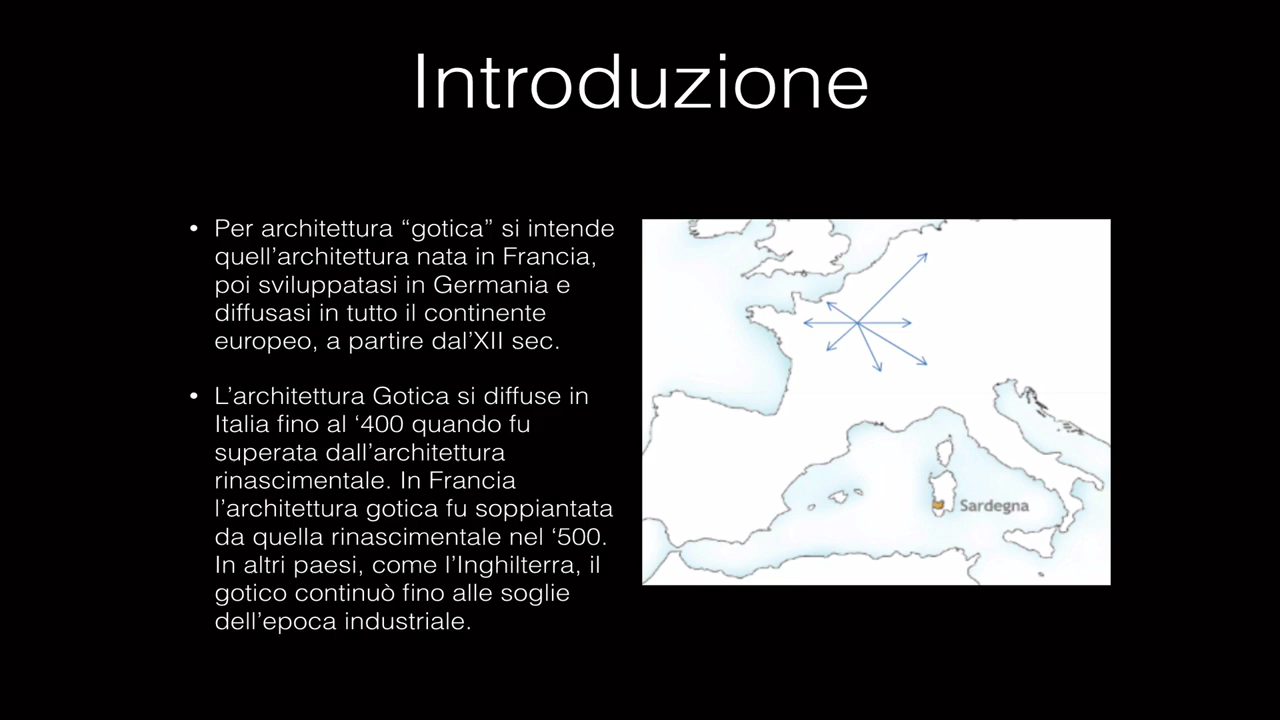 Introduzione
• Per architettura “gotica” si intende
quell’architettura nata in Francia,
poi sviluppatasi in Germania e
diffusasi in tutto il continente
europeo, a partire dal’XII sec.
• L’architettura Gotica si diffuse in
Italia fino al ‘400 quando fu
superata dall’architettura
rinascimentale. In Francia
l’architettura gotica fu soppiantata
da quella rinascimentale nel ‘500.
In altri paesi, come l’Inghilterra, il
gotico continuò fino alle soglie
dell’epoca industriale.
Sardegna